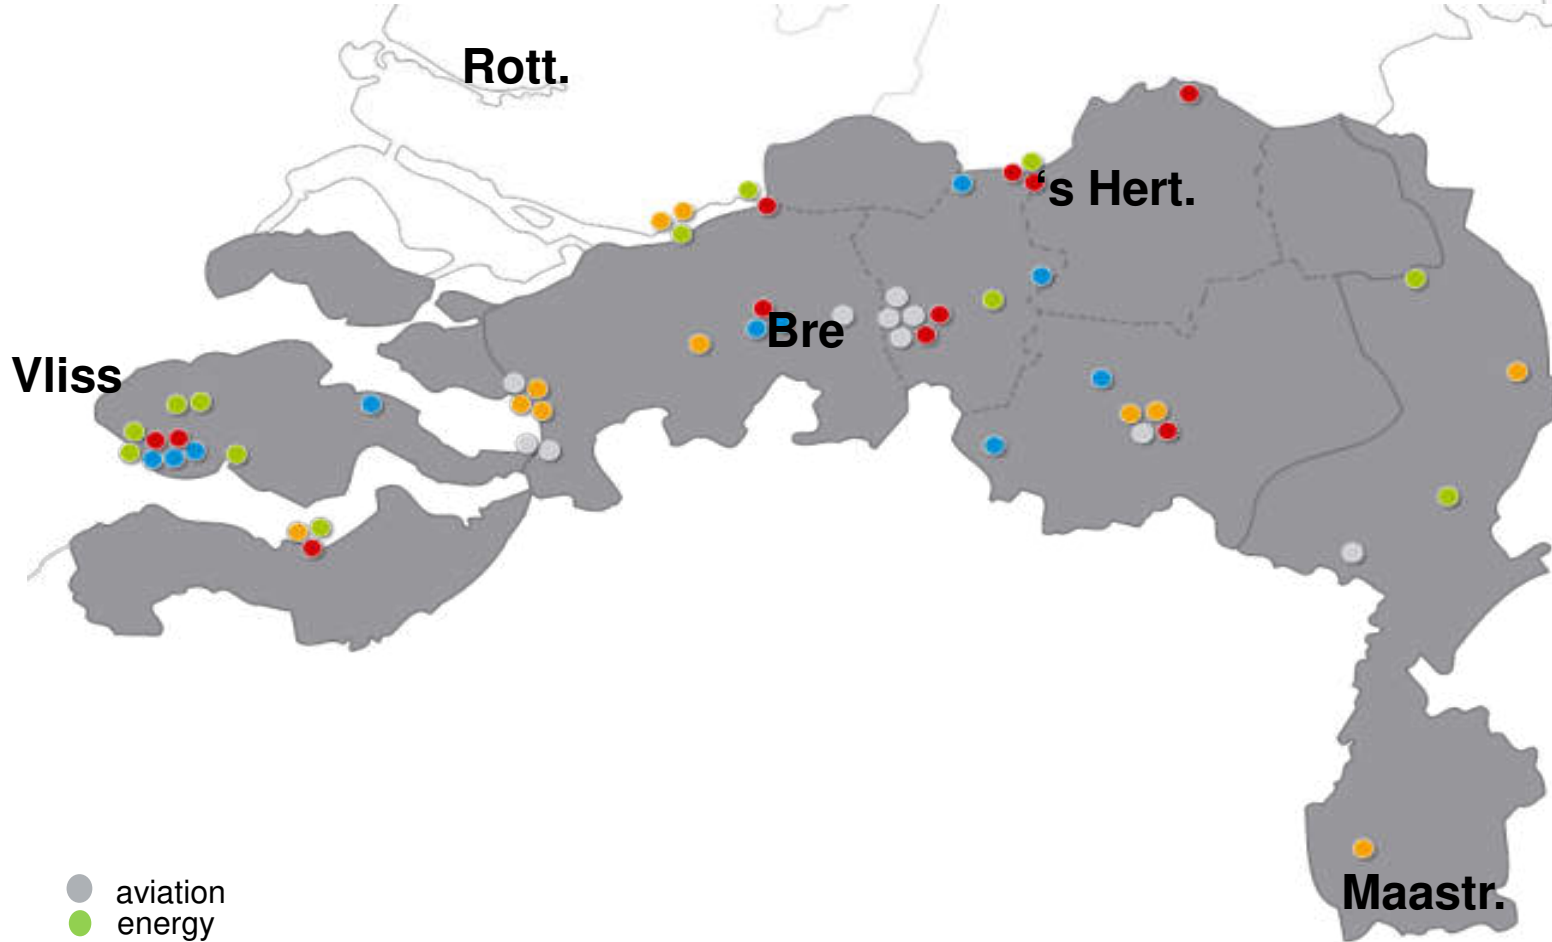 Rott.
‘s Hert.
Bre
Vliss
aviation
energy
Maastr.